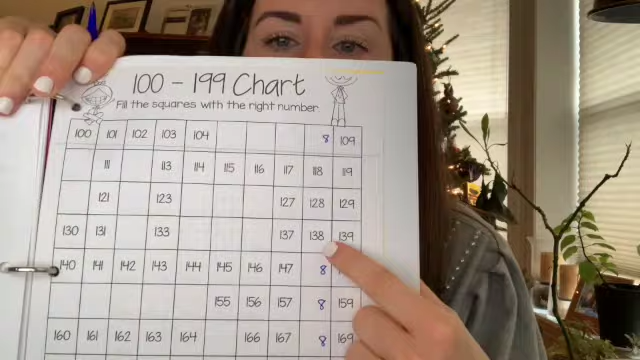 100 - 199 Chart
Fill the squares with the right number.
100 101 102 103 104 8 109
111 113 114 115 116 117 118 119
121 123 127 128 129
130 131 133 137 138 139
140 141 142 143 144 145 146 147 8
155 156 157 8 159
160 161 162 163 164 166 167 8 169